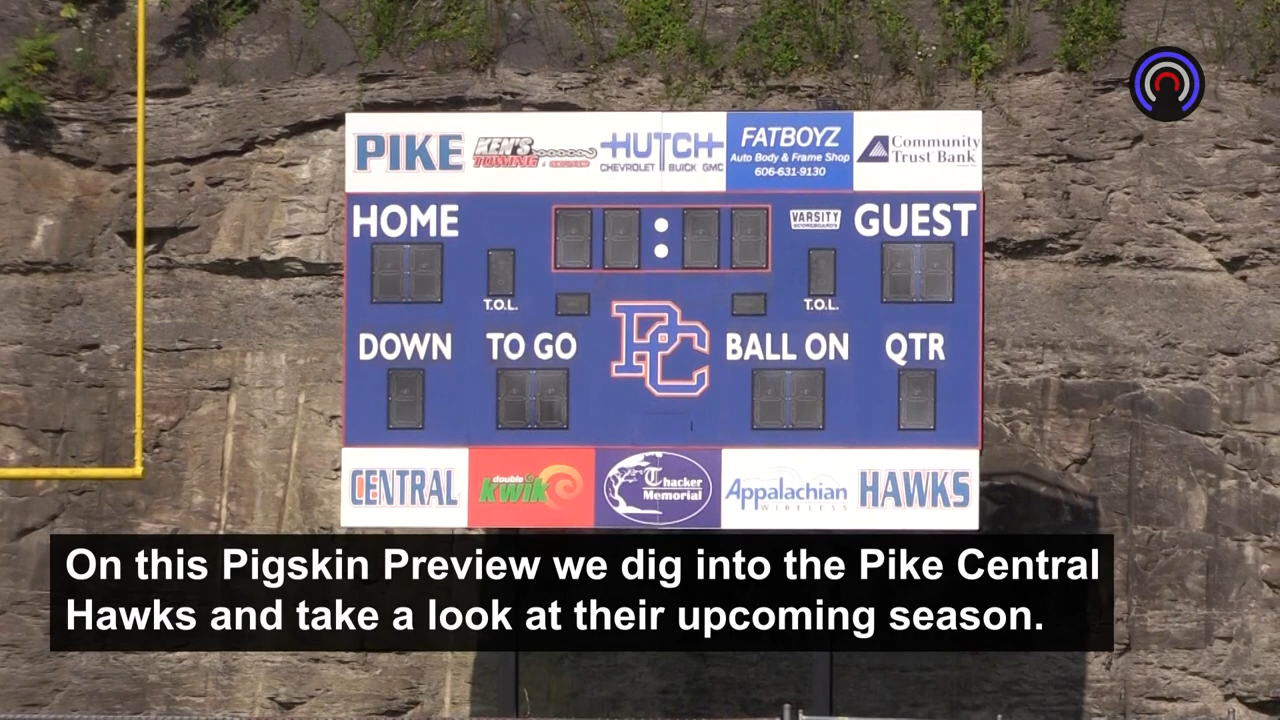 PIKE
KEN'S TOWING
HUTCH
CHEVROLET BUICK GMC
FATBOYZ
Auto Body & Frame Shop
606-631-9130
Community
Trust Bank
HOME
:
VARSITY
SCOREBOARDS
GUEST
T.O.L.
T.O.L.
DOWN
TO GO
PC
BALL ON
QTR
CENTRAL
double
kwik
Thacker
Memorial
Appalachian
WIRELESS
HAWKS
On this Pigskin Preview we dig into the Pike Central
Hawks and take a look at their upcoming season.